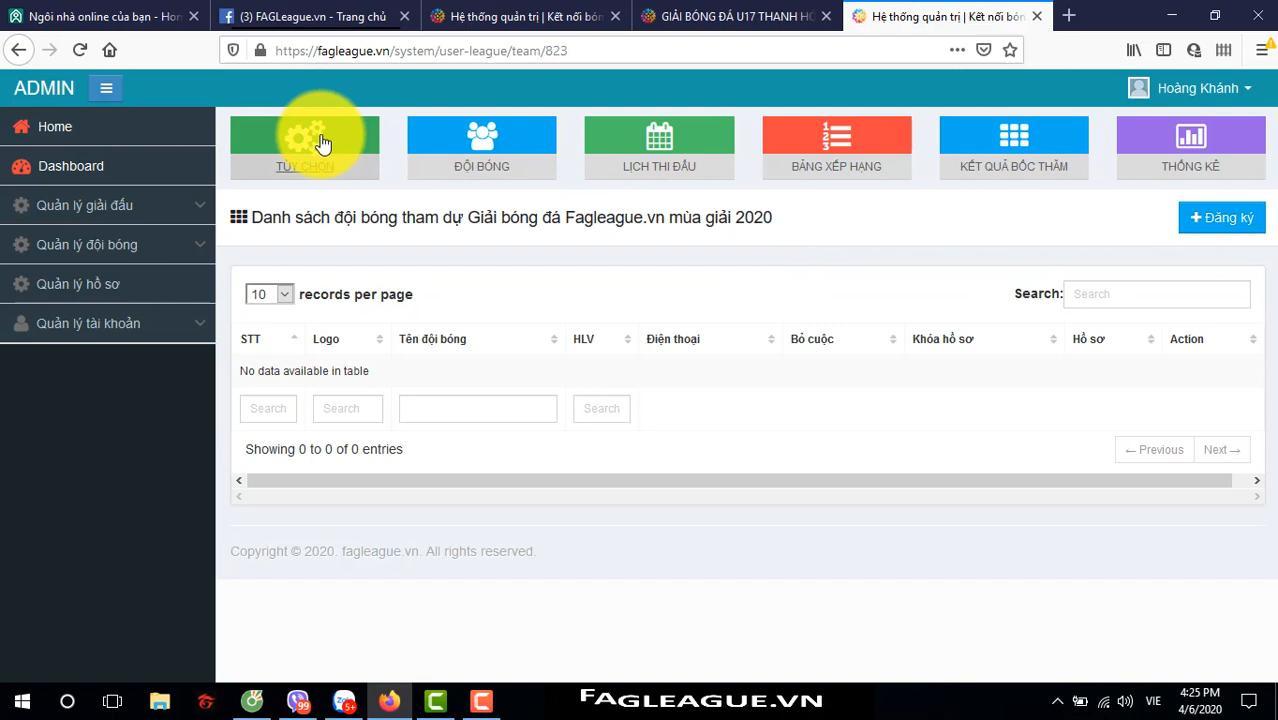 Ngôi nhà online của bạn - Hon
(3) FAGLeague.vn - Trang chủ
Hệ thống quản trị | Kết nối bón
GIẢI BÓNG ĐÁ U17 THANH HÓ
Hệ thống quản trị | Kết nối bón
https://fagleague.vn/system/user-league/team/823
ADMIN
Hoàng Khánh
Home
Dashboard
Quản lý giải đấu
Quản lý đội bóng
Quản lý hồ sơ
Quản lý tài khoản
TÙY CHỌN
ĐỘI BÓNG
LỊCH THI ĐẤU
BẢNG XẾP HẠNG
KẾT QUẢ BỐC THĂM
THỐNG KÊ
Danh sách đội bóng tham dự Giải bóng đá Fagleague.vn mùa giải 2020
+ Đăng ký
10 records per page
Search: Search
STT Logo Tên đội bóng HLV Điện thoại Bỏ cuộc Khóa hồ sơ Hồ sơ Action
No data available in table
Search Search Search
Showing 0 to 0 of 0 entries
← Previous Next →
Copyright © 2020. fagleague.vn. All rights reserved.
99
5+
FAGLEAGUE.VN
VIE
4:25 PM
4/6/2020